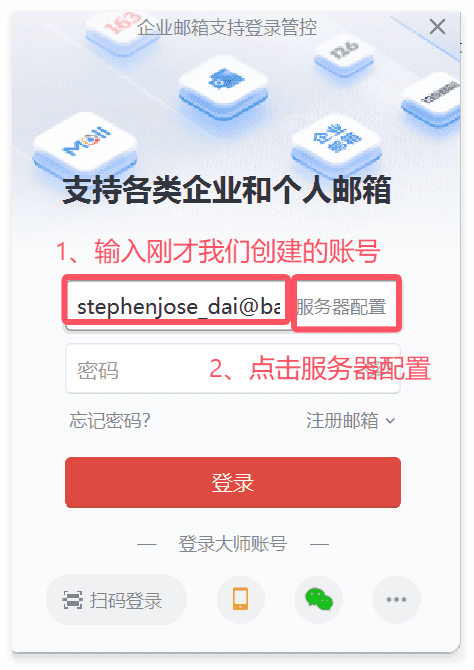 企业邮箱支持登录管控
163
126
Mail
企业
邮箱
支持各类企业和个人邮箱
1、输入刚才我们创建的账号
stephenjose_dai@ba
服务器配置
密码
2、点击服务器配置
忘记密码?
注册邮箱
登录
— 登录大师账号 —
扫码登录